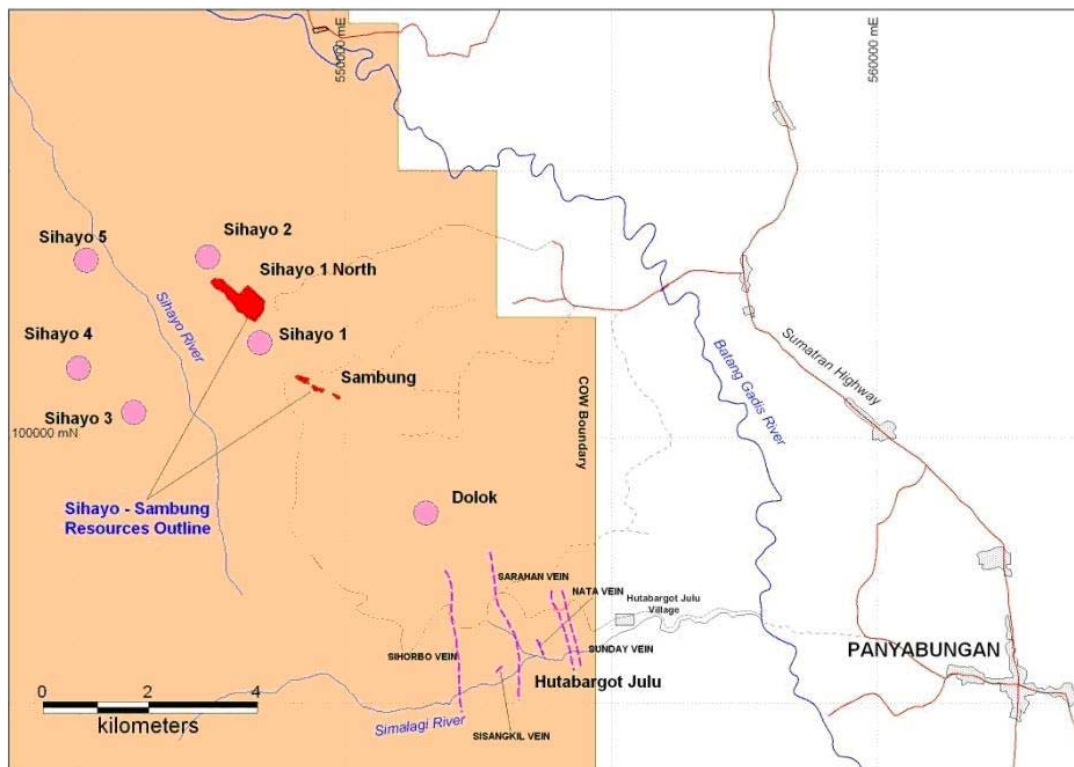 550000 mE
560000 mE
Sihayo 5
Sihayo 2
Sihayo 1 North
Sihayo River
Sihayo 4
Sihayo 1
Sambung
Sihayo 3
100000 mN
COW Boundary
Batang Gadis River
Sumatran Highway
Sihayo - Sambung
Resources Outline
Dolok
SARAHAN VEIN
NATA VEIN
Hutabargot Julu
Village
SIHORBO VEIN
SUNDAY VEIN
PANYABUNGAN
Hutabargot Julu
0 2 4
kilometers
Simalagi River
SISANGKIL VEIN